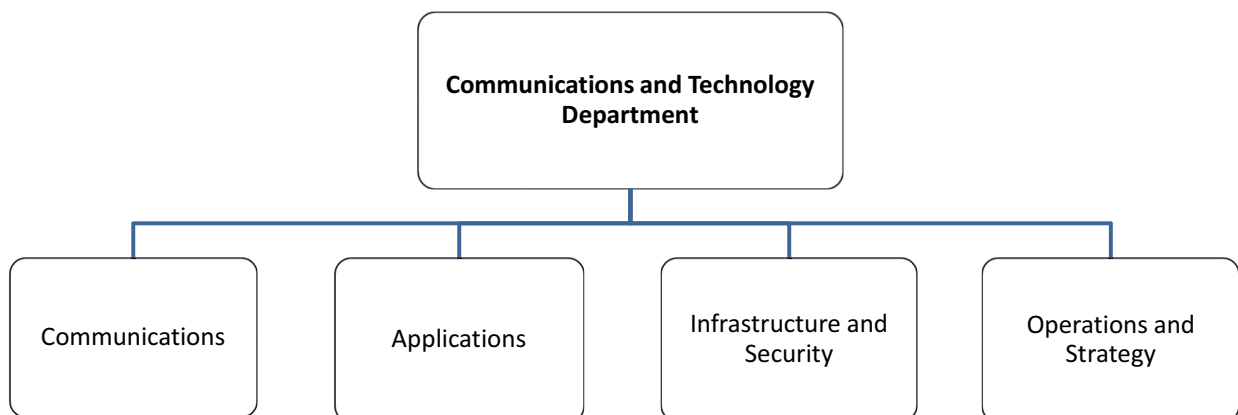 Communications and Technology
Department
Communications
Applications
Infrastructure and
Security
Operations and
Strategy